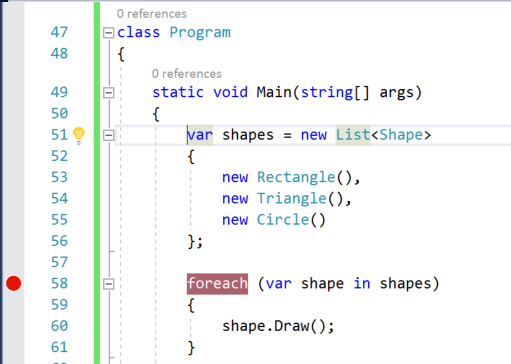 0 references
47 class Program
48 {
0 references
49 static void Main(string[] args)
50 {
51 var shapes = new List<Shape>
52 {
53 new Rectangle(),
54 new Triangle(),
55 new Circle()
56 };
57
58 foreach (var shape in shapes)
59 {
60 shape.Draw();
61 }